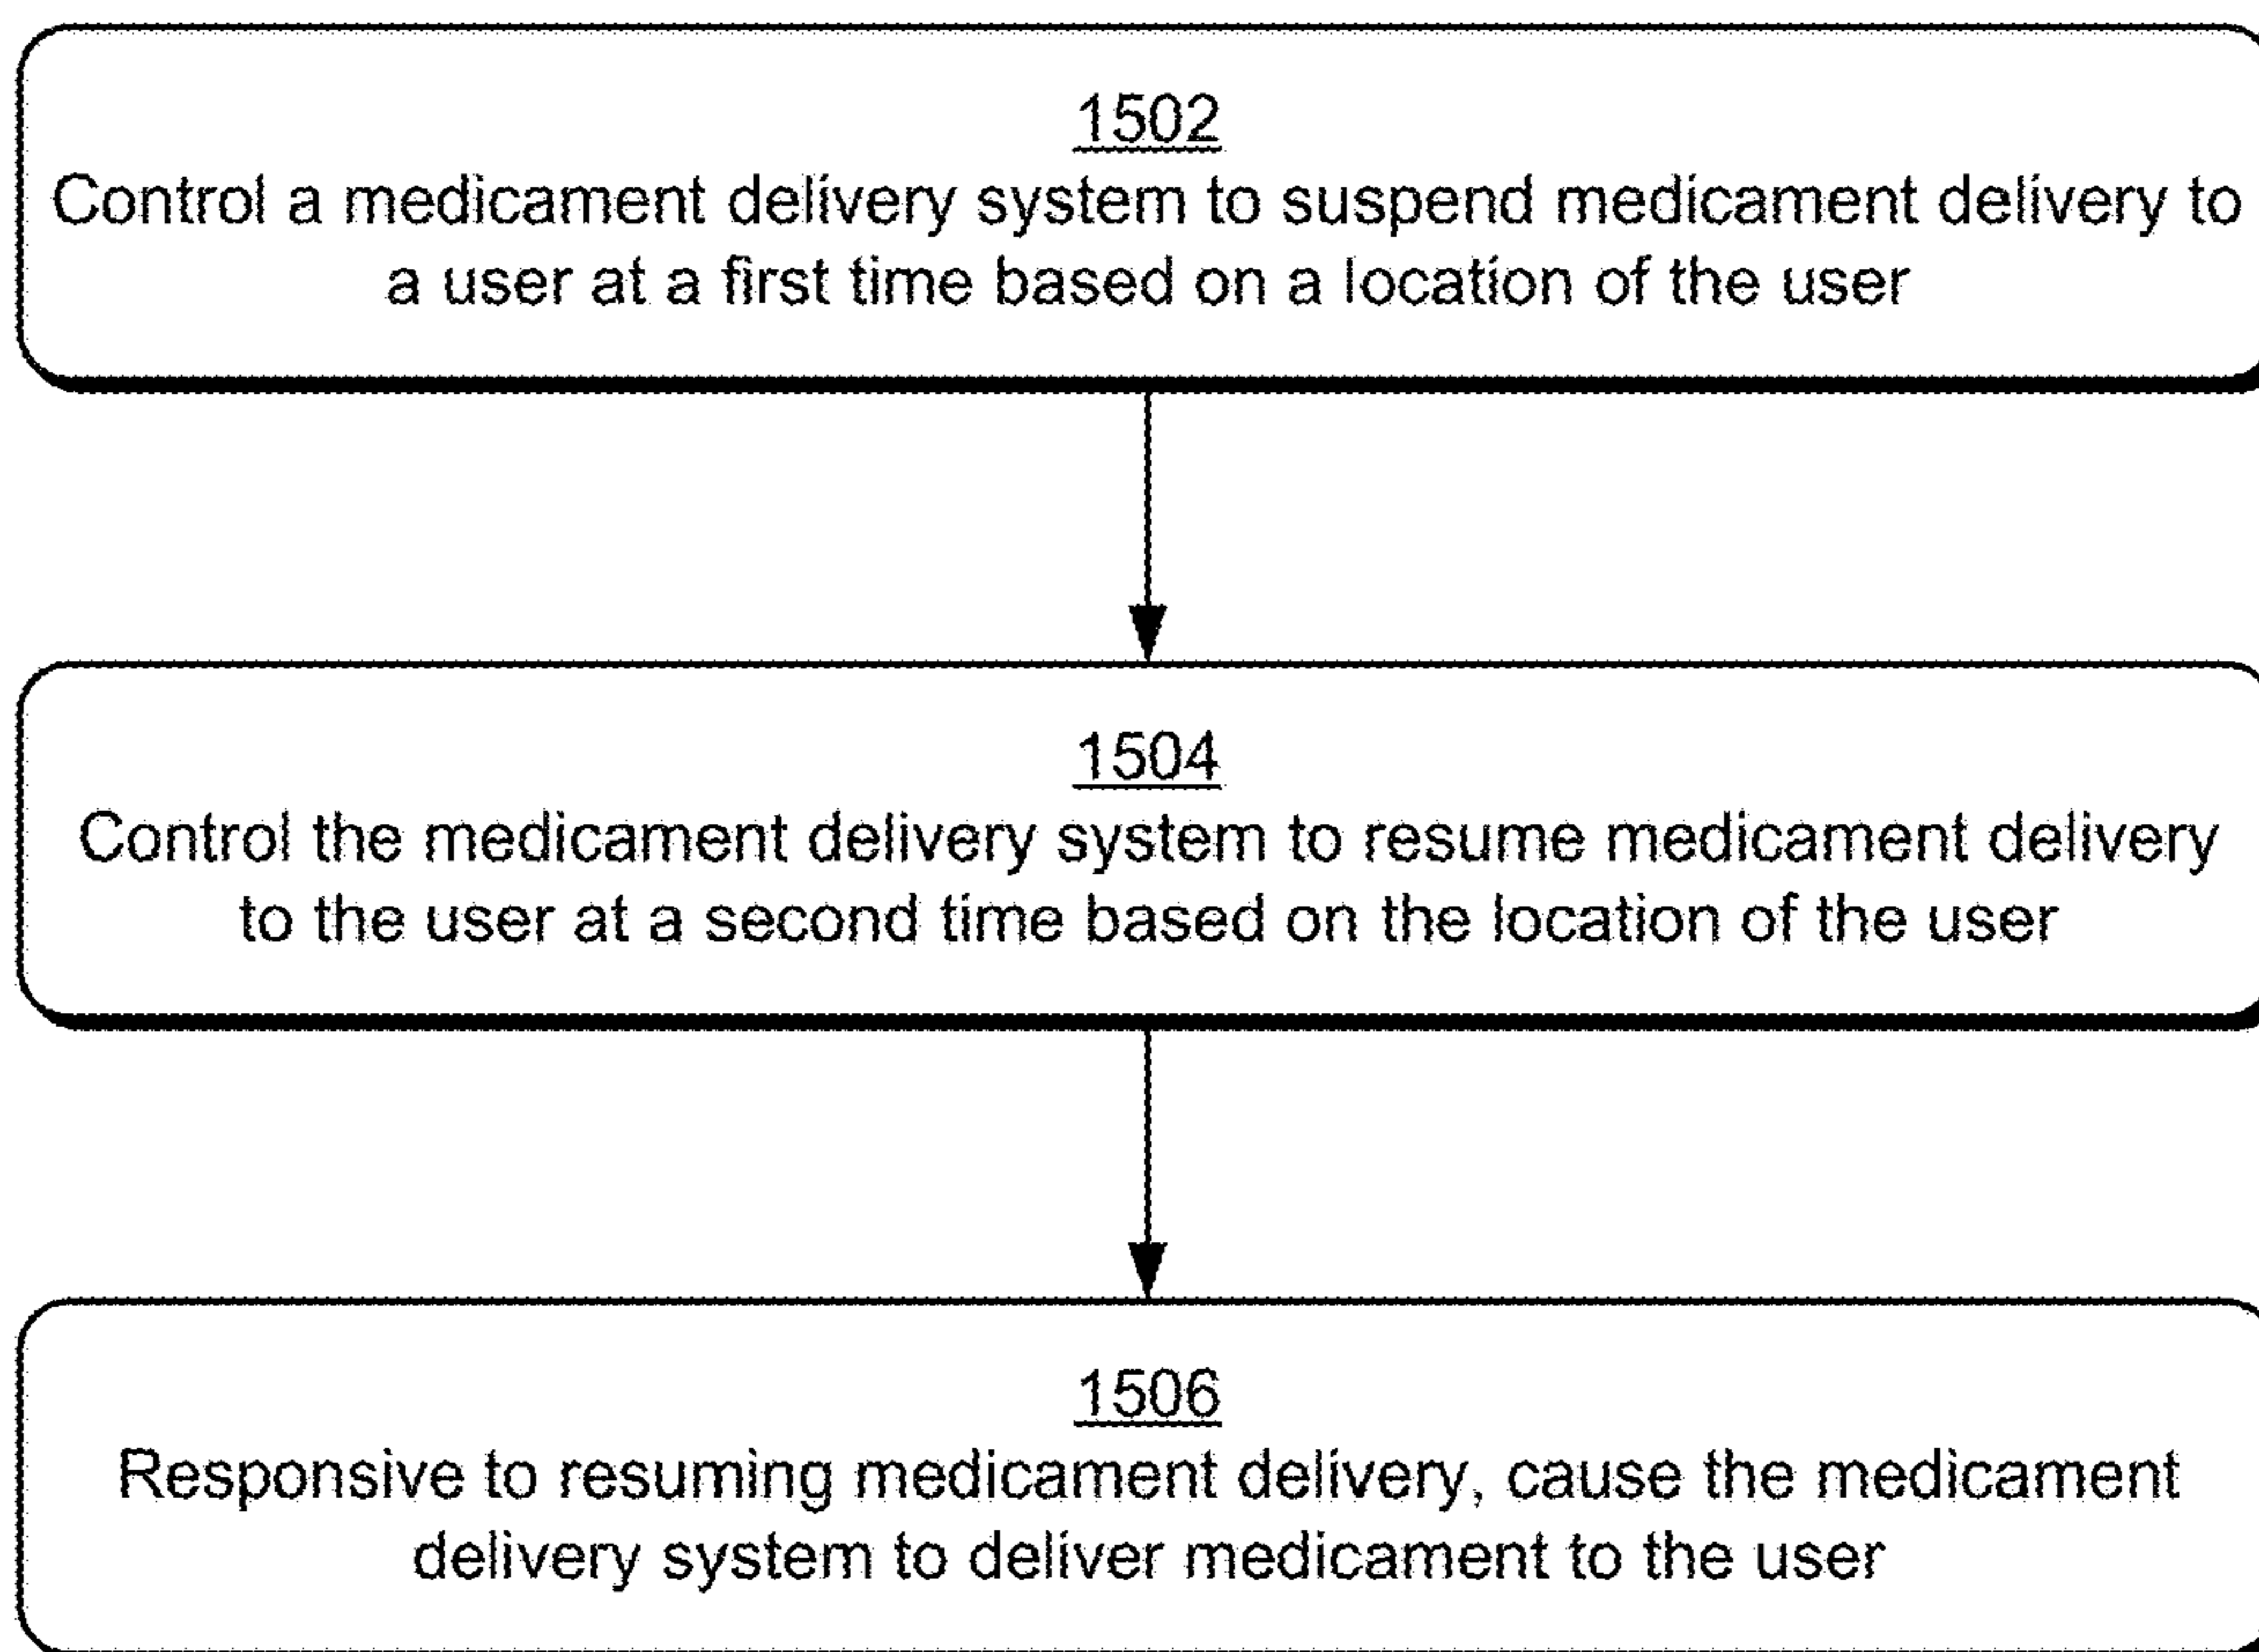 1502
Control a medicament delivery system to suspend medicament delivery to
a user at a first time based on a location of the user
1504
Control the medicament delivery system to resume medicament delivery
to the user at a second time based on the location of the user
1506
Responsive to resuming medicament delivery, cause the medicament
delivery system to deliver medicament to the user